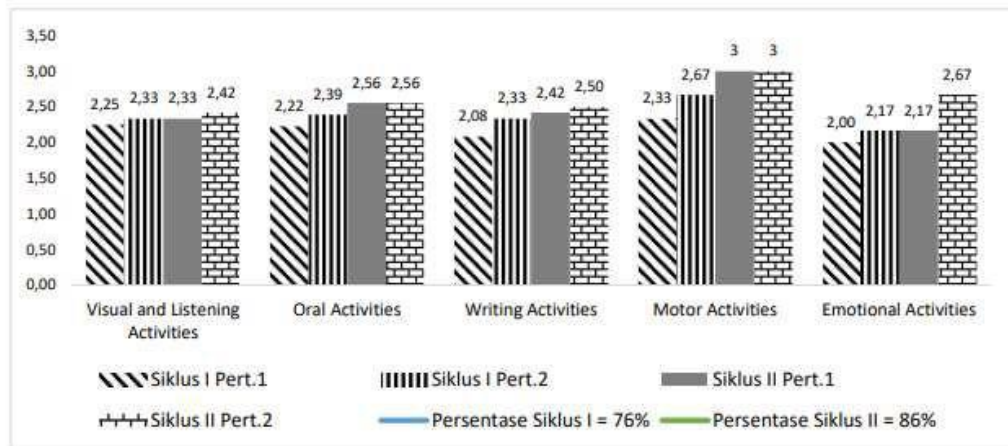 3,50
3,00
2,50
2,00
1,50
1,00
0,50
0,00
2,25 2,33 2,33 2,42
2,22 2,39 2,56 2,56
2,08 2,33 2,42 2,50
2,33 2,67 3 3
2,00 2,17 2,17 2,67
Visual and Listening
Activities
Oral Activities
Writing Activities
Motor Activities
Emotional Activities
Siklus I Pert.1
Siklus I Pert.2
Siklus II Pert.1
Siklus II Pert.2
Persentase Siklus I = 76%
Persentase Siklus II = 86%